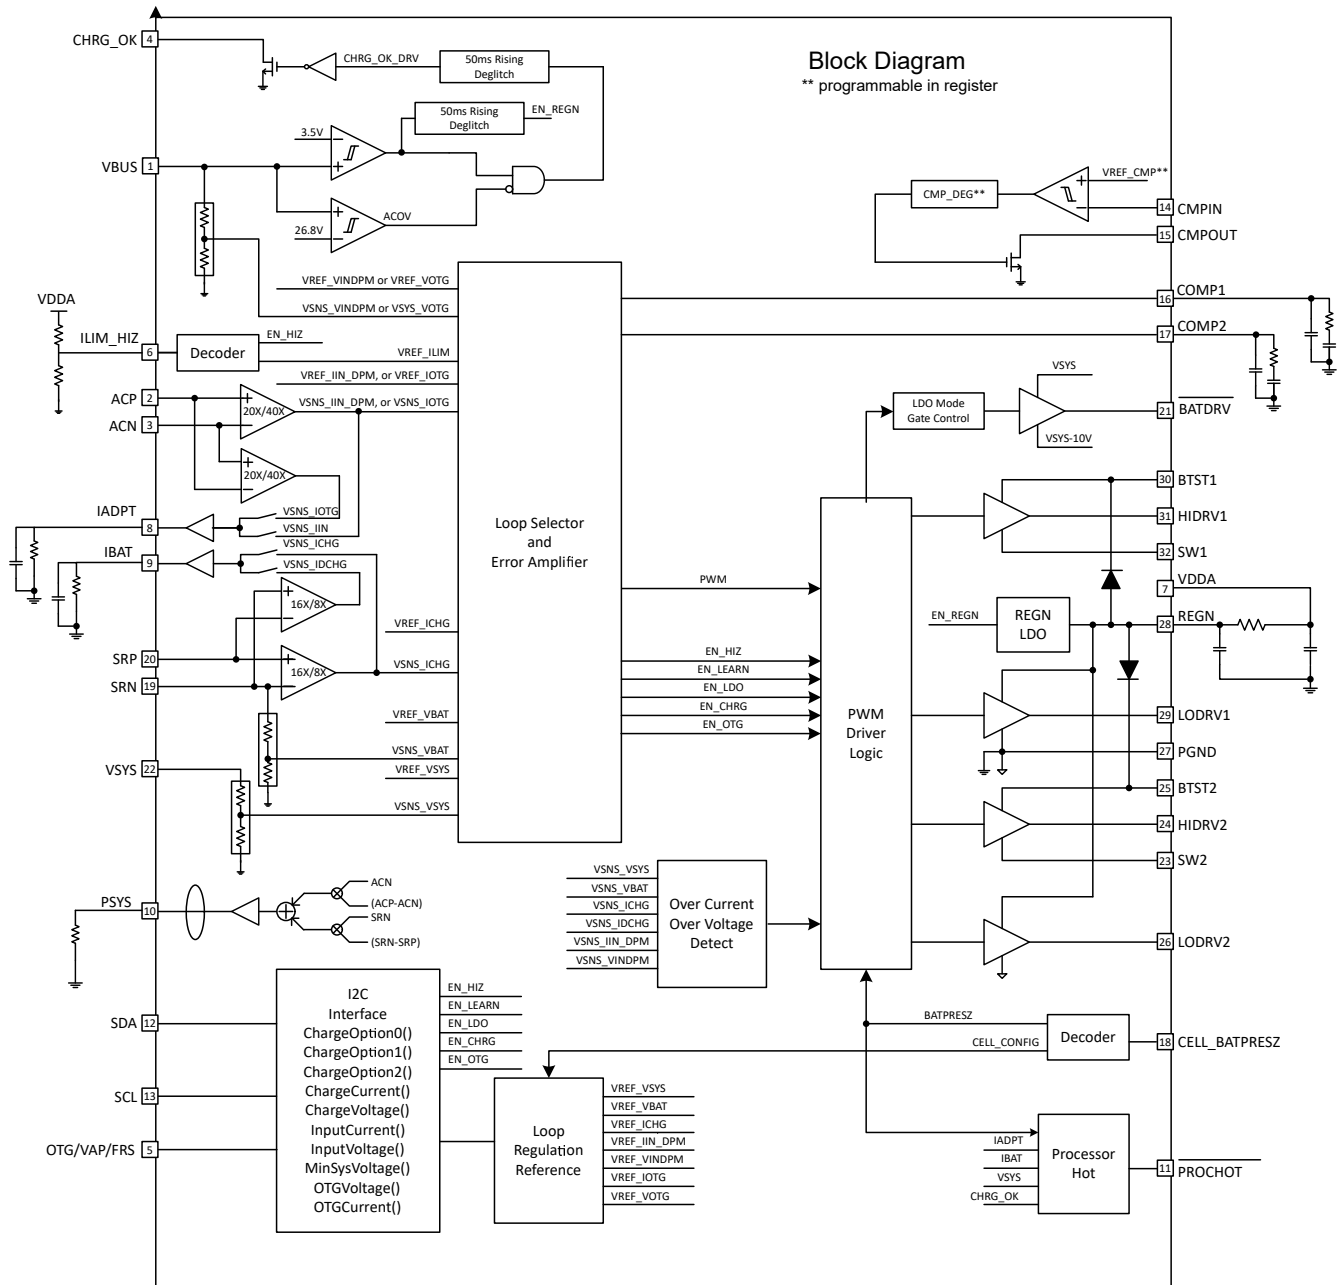 Block Diagram
** programmable in register
CHRG_OK
4
CHRG_OK_DRV
50ms Rising
Deglitch
50ms Rising
Deglitch
EN_REGN
3.5V
−
+
VBUS
1
+
−
26.8V
ACOV
VREF_CMP**
CMP_DEG**
+
−
14
CMPIN
15
CMPOUT
VREF_VINDPM or VREF_VOTG
VSNS_VINDPM or VSYS_VOTG
VDDA
ILIM_HIZ
6
Decoder
EN_HIZ
VREF_ILIM
VREF_IIN_DPM, or VREF_IOTG
VSNS_IIN_DPM, or VSNS_IOTG
ACP
2
ACN
3
+
20X/40X
−
+
20X/40X
−
IADPT
8
VSNS_IOTG
VSNS_IIN
IBAT
9
VSNS_ICHG
VSNS_IDCHG
16X/8X
+
16X/8X
−
SRP
20
SRN
19
VREF_ICHG
VSNS_ICHG
VREF_VBAT
VSNS_VBAT
VREF_VSYS
VSNS_VSYS
VSYS
22
Loop Selector
and
Error Amplifier
16
COMP1
17
COMP2
VSYS
LDO Mode
Gate Control
VSYS-10V
21
BATDRV
30
BTST1
31
HIDRV1
32
SW1
7
VDDA
PWM
EN_REGN
REGN
LDO
28
REGN
EN_HIZ
EN_LEARN
EN_LDO
EN_CHRG
EN_OTG
PWM
Driver
Logic
29
LODRV1
27
PGND
25
BTST2
24
HIDRV2
23
SW2
26
LODRV2
PSYS
10
ACN
(ACP-ACN)
SRN
(SRN-SRP)
VSNS_VSYS
VSNS_VBAT
VSNS_ICHG
VSNS_IDCHG
VSNS_IIN_DPM
VSNS_VINDPM
Over Current
Over Voltage
Detect
SDA
12
SCL
13
OTG/VAP/FRS
5
I2C
Interface
ChargeOption0()
ChargeOption1()
ChargeOption2()
ChargeCurrent()
ChargeVoltage()
InputCurrent()
InputVoltage()
MinSysVoltage()
OTGVoltage()
OTGCurrent()
EN_HIZ
EN_LEARN
EN_LDO
EN_CHRG
EN_OTG
BATPRESZ
CELL_CONFIG
Decoder
18
CELL_BATPRESZ
Loop
Regulation
Reference
VREF_VSYS
VREF_VBAT
VREF_ICHG
VREF_IIN_DPM
VREF_VINDPM
VREF_IOTG
VREF_VOTG
IADPT
IBAT
VSYS
CHRG_OK
Processor
Hot
11
PROCHOT